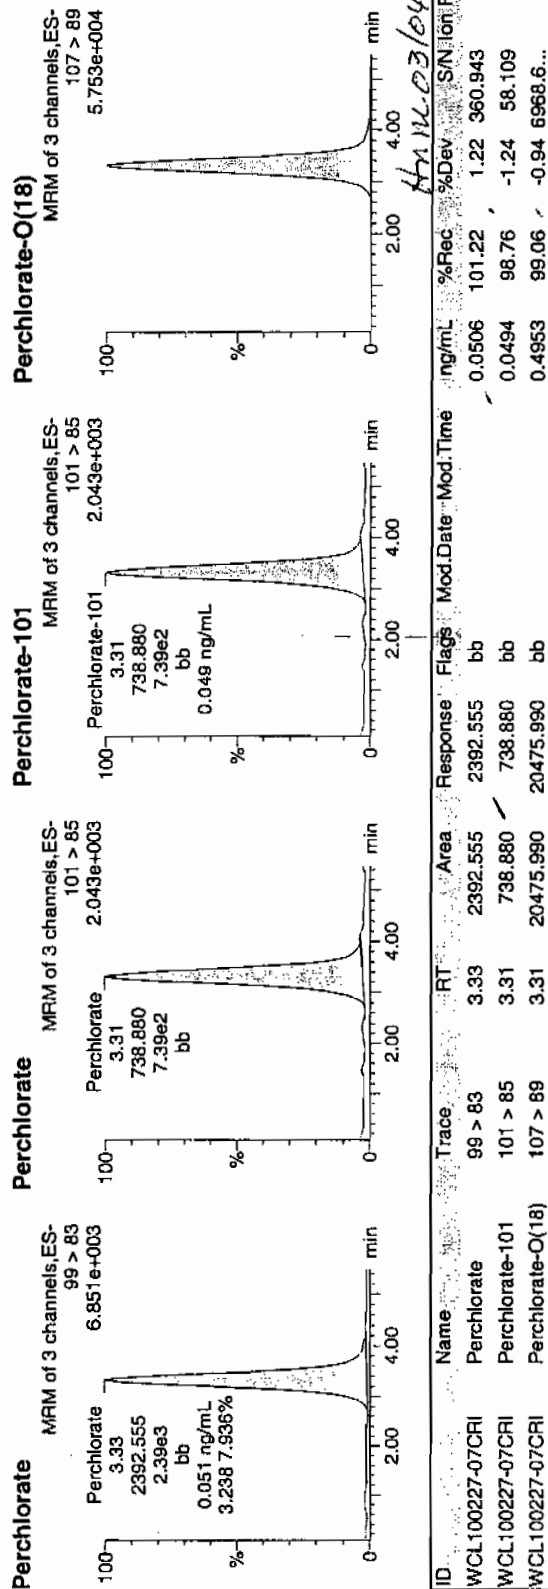 Perchlorate
MRM of 3 channels,ES-
99 > 83
6.851e+003
100
Perchlorate
3.33
2392.555
2.39e3
bb
0.051 ng/mL
3.238 7.936%
%
0
2.00
4.00
min
Perchlorate
MRM of 3 channels,ES-
101 > 85
2.043e+003
100
Perchlorate
3.31
738.880
7.39e2
bb
%
0
2.00
4.00
min
Perchlorate-101
MRM of 3 channels,ES-
101 > 85
2.043e+003
100
Perchlorate-101
3.31
738.880
7.39e2
bb
0.049 ng/mL
%
0
2.00
4.00
min
Perchlorate-O(18)
MRM of 3 channels,ES-
107 > 89
5.753e+004
100
%
0
2.00
4.00
min
03/04
ID Name Trace RT Area Response Flags Mod.Date Mod.Time ng/mL %Rec %Dev S/N Ion R
WCL100227-07CRI Perchlorate 99 > 83 3.33 2392.555 2392.555 bb 0.0506 101.22 1.22 360.943
WCL100227-07CRI Perchlorate-101 101 > 85 3.31 738.880 738.880 bb 0.0494 98.76 -1.24 58.109
WCL100227-07CRI Perchlorate-O(18) 107 > 89 3.31 20475.990 20475.990 bb 0.4953 99.06 -0.94 6968.6...